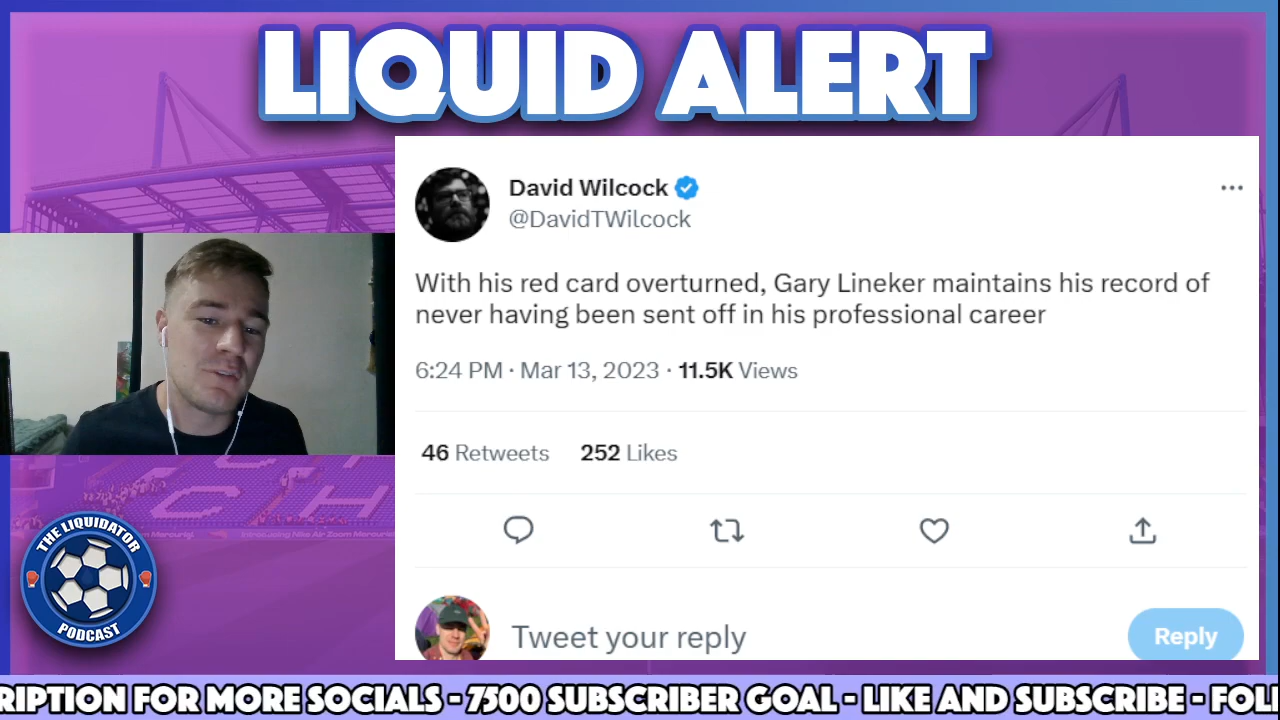 LIQUID ALERT
David Wilcock
@DavidTWilcock
With his red card overturned, Gary Lineker maintains his record of
never having been sent off in his professional career
6:24 PM · Mar 13, 2023 · 11.5K Views
46 Retweets 252 Likes
Tweet your reply
Reply
C H
THE LIQUIDATOR
PODCAST
RIPTION FOR MORE SOCIALS - 7500 SUBSCRIBER GOAL - LIKE AND SUBSCRIBE - FOLL